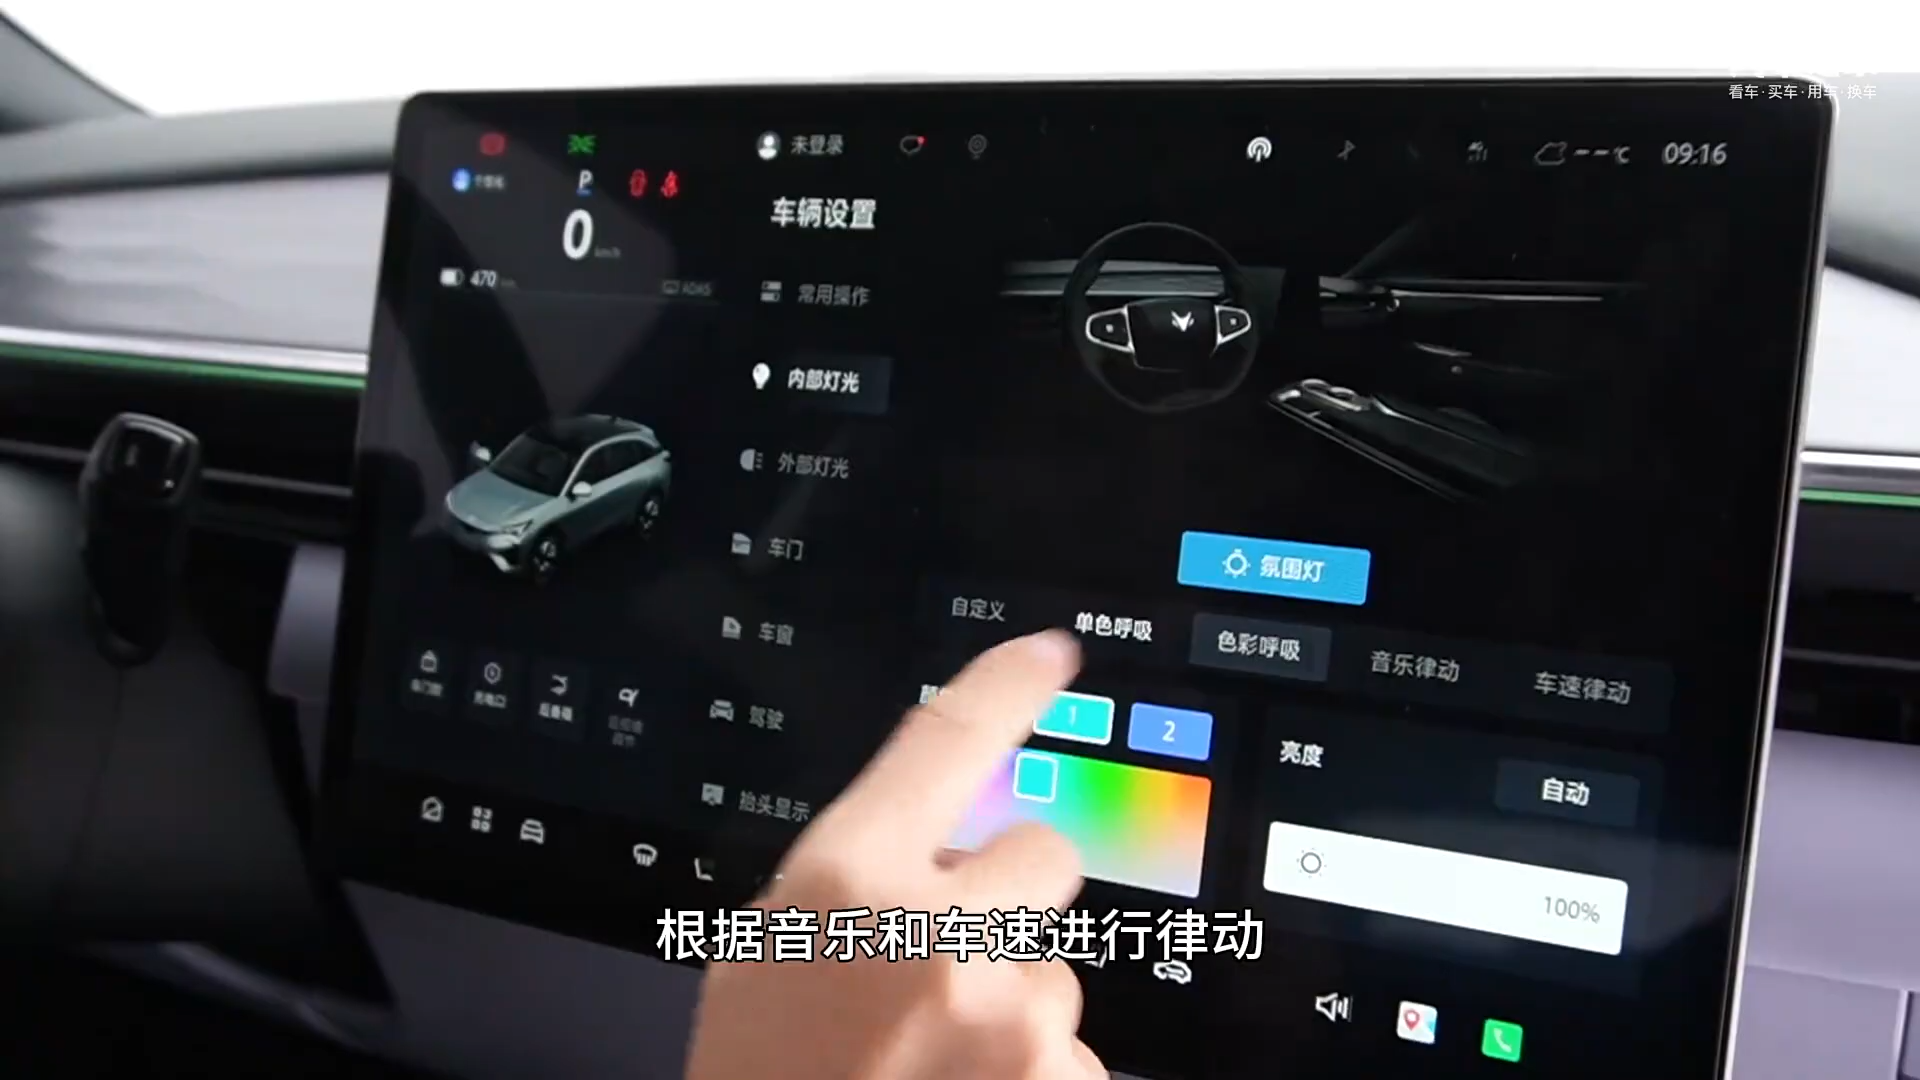 看车·买车·用车·换车
未登录
09:16
P
0
km/h
470
ADAS
车辆设置
常用操作
内部灯光
外部灯光
车门
车窗
驾驶
抬头显示
氛围灯
自定义
单色呼吸
色彩呼吸
音乐律动
车速律动
1
2
亮度
自动
100%
根据音乐和车速进行律动